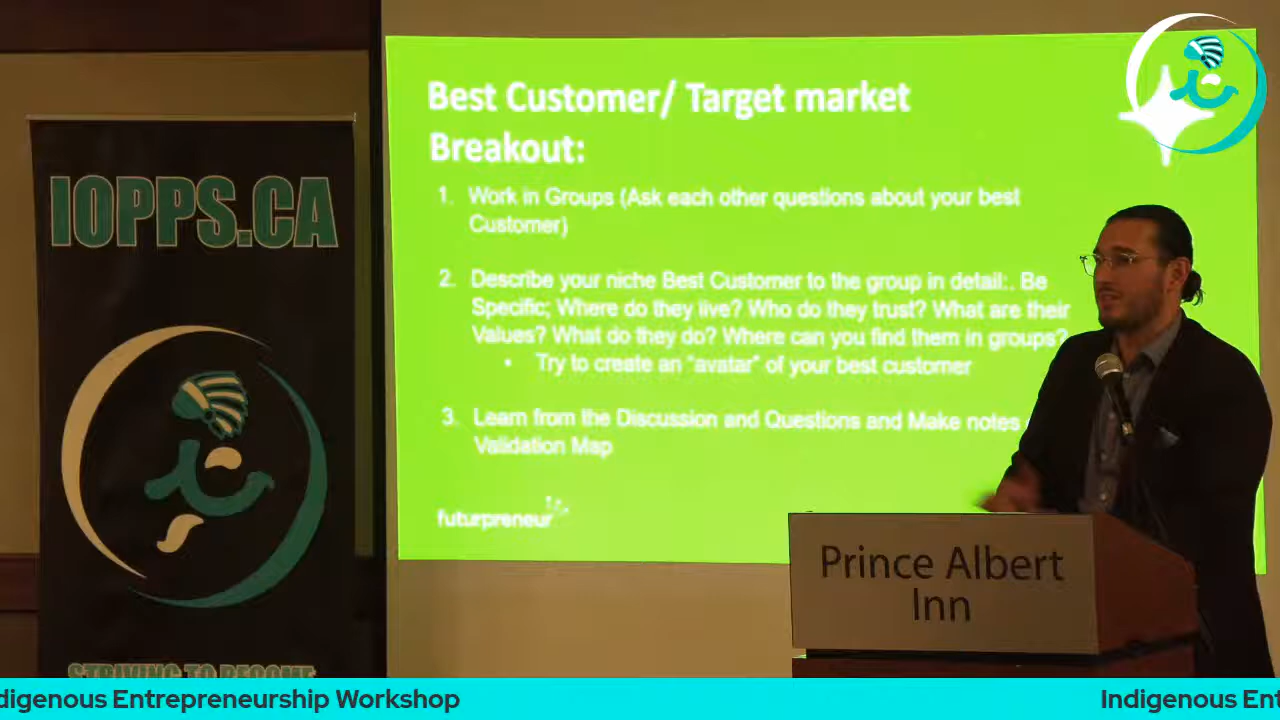 IOPPS.CA
STRIVING TO BECOME
Best Customer/ Target market
Breakout:
1. Work in Groups (Ask each other questions about your best
Customer)
2. Describe your niche Best Customer to the group in detail:. Be
Specific; Where do they live? Who do they trust? What are their
Values? What do they do? Where can you find them in groups?
• Try to create an “avatar” of your best customer
3. Learn from the Discussion and Questions and Make notes
Validation Map
futurpreneur
Prince Albert
Inn
digenous Entrepreneurship Workshop
Indigenous Ent